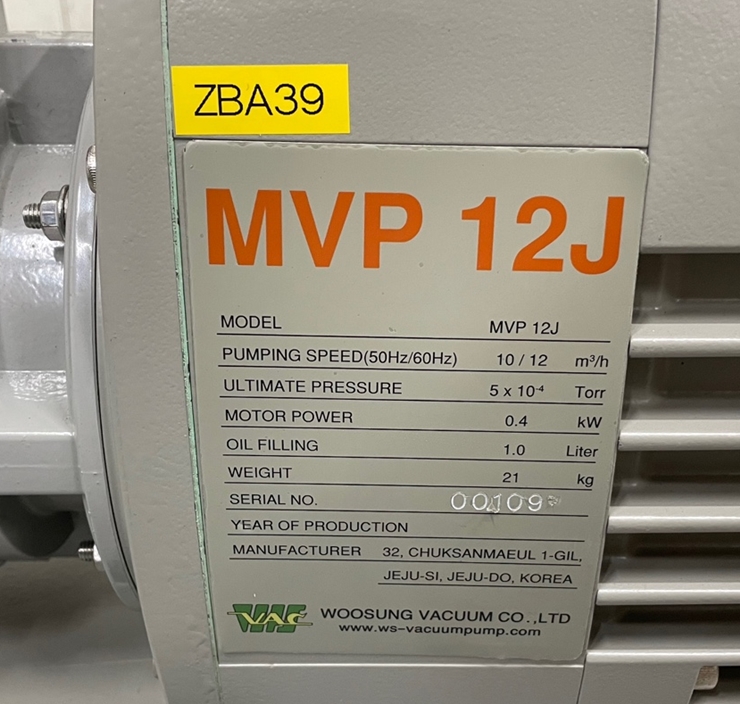 ZBA39
MVP 12J
MODEL MVP 12J
PUMPING SPEED(50Hz/60Hz) 10 / 12 m³/h
ULTIMATE PRESSURE 5 x 10⁻⁴ Torr
MOTOR POWER 0.4 kW
OIL FILLING 1.0 Liter
WEIGHT 21 kg
SERIAL NO.
YEAR OF PRODUCTION
MANUFACTURER 32, CHUKSANMAEUL 1-GIL,
JEJU-SI, JEJU-DO, KOREA
VAC WOOSUNG VACUUM CO.,LTD
www.ws-vacuumpump.com